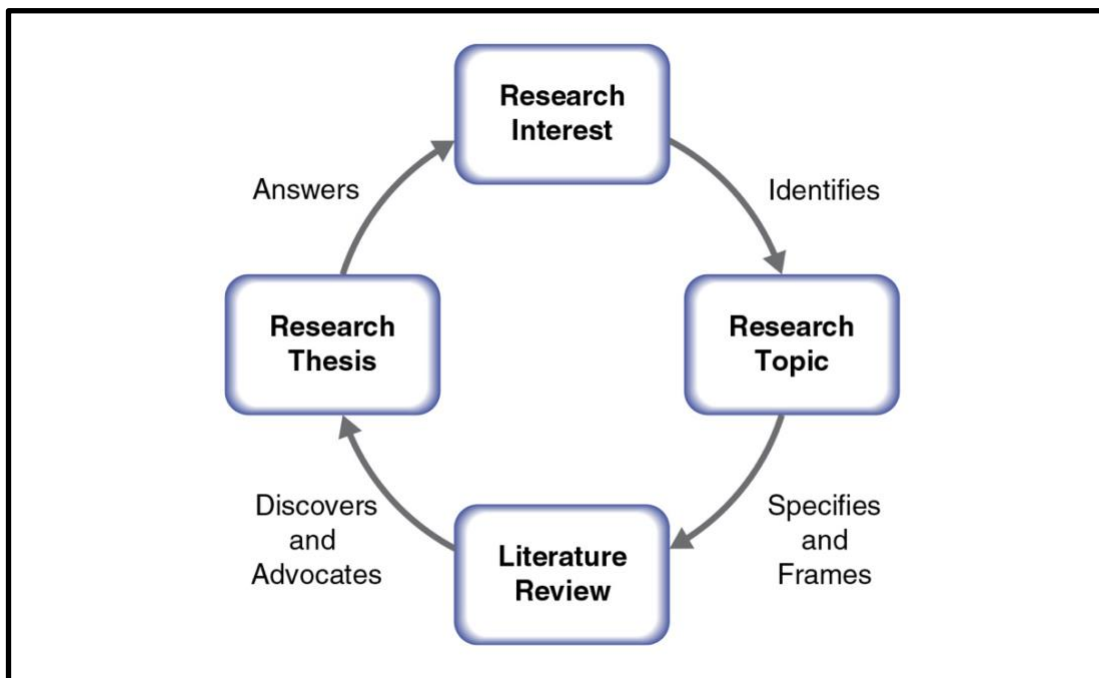 Research
Interest
Answers
Identifies
Research
Thesis
Research
Topic
Discovers
and
Advocates
Literature
Review
Specifies
and
Frames